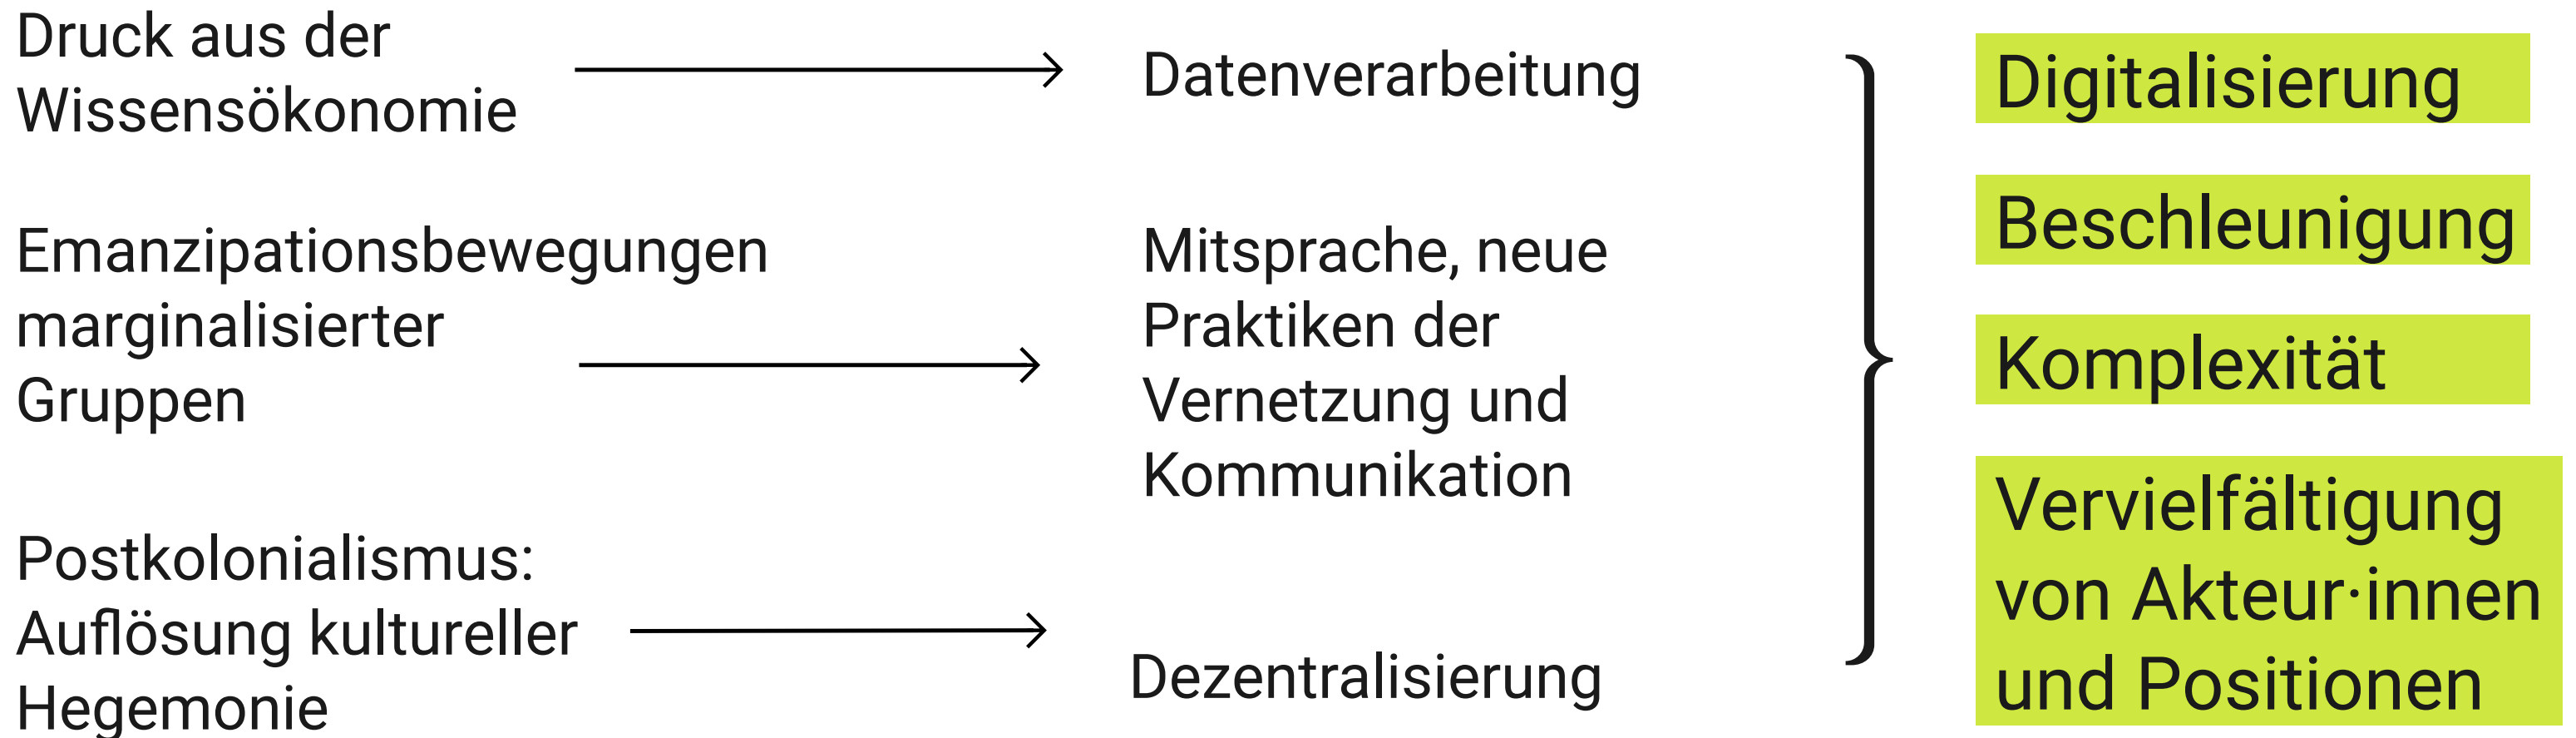 Druck aus der
Wissensökonomie
Datenverarbeitung
Emanzipationsbewegungen
marginalisierter
Gruppen
Mitsprache, neue
Praktiken der
Vernetzung und
Kommunikation
Postkolonialismus:
Auflösung kultureller
Hegemonie
Dezentralisierung
Digitalisierung
Beschleunigung
Komplexität
Vervielfältigung
von Akteur·innen
und Positionen